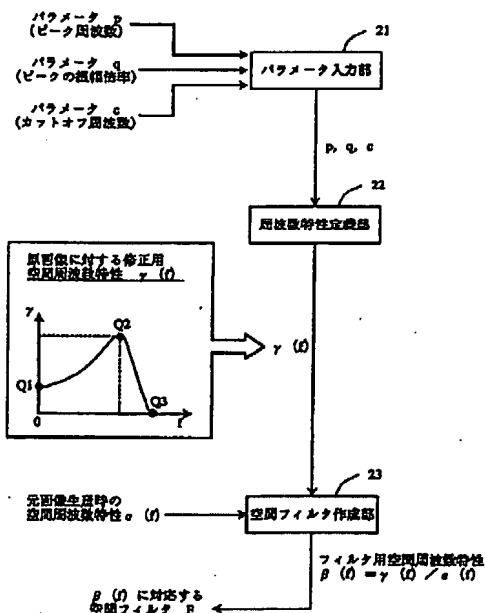 パラメータ p
(ピーク周波数)
パラメータ q
(ピークの振幅倍率)
パラメータ c
(カットオフ周波数)
21
パラメータ入力部
p, q, c
22
周波数特性定義部
原画像に対する修正用
空間周波数特性 γ (f)
γ
Q2
Q1
Q3
0
f
γ (f)
23
元画像生成時の
空間周波数特性α (f)
空間フィルタ作成部
フィルタ用空間周波数特性
β (f) =γ (f) /α (f)
β (f) に対応する
空間フィルタ F